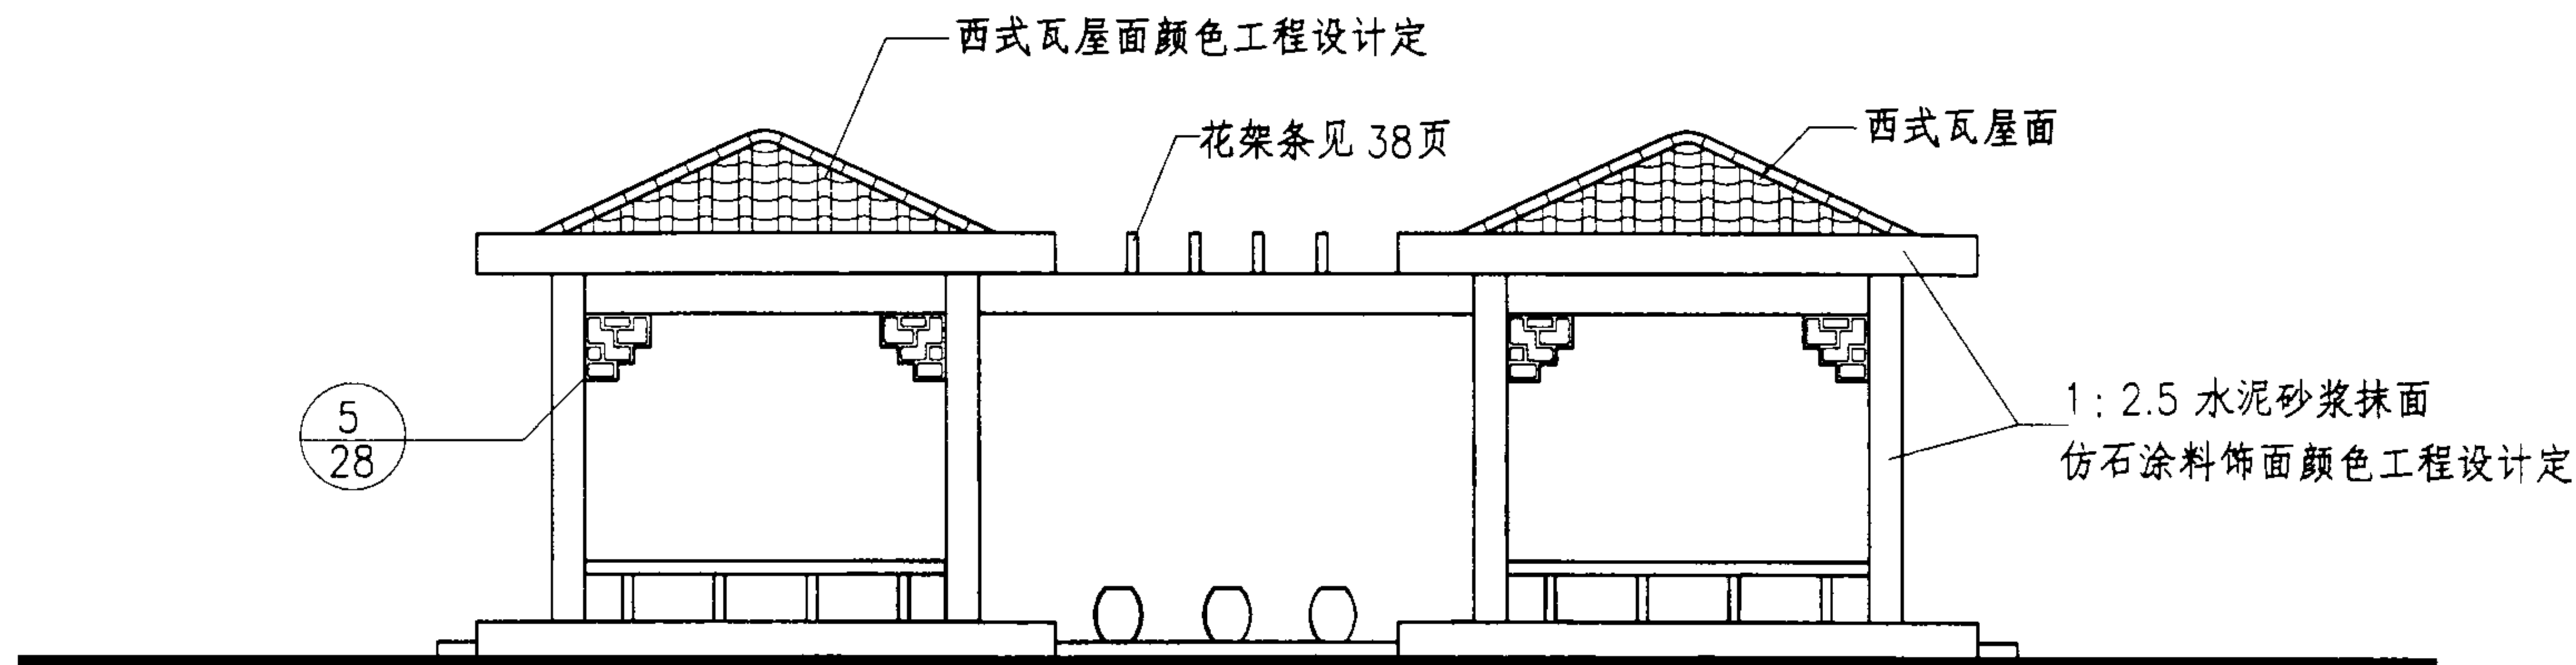 西式瓦屋面颜色工程设计定
花架条见 38页
西式瓦屋面
5
28
1：2.5 水泥砂浆抹面
仿石涂料饰面颜色工程设计定